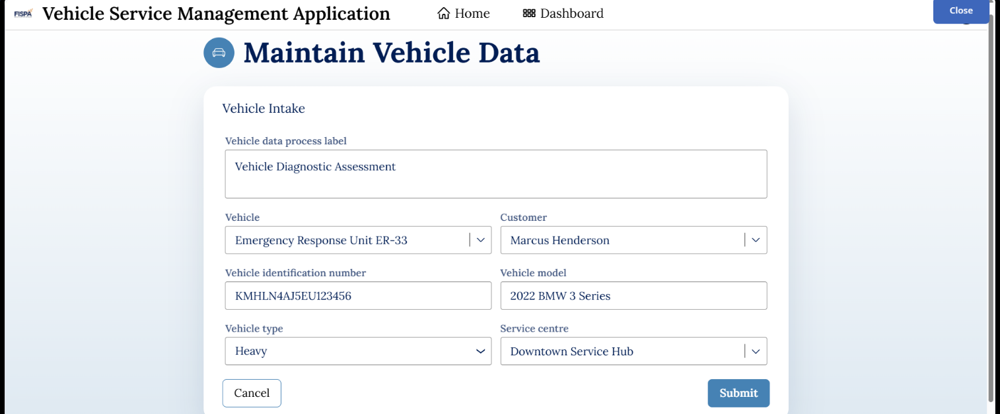 FISPA Vehicle Service Management Application Home Dashboard Close
Maintain Vehicle Data
Vehicle Intake
Vehicle data process label
Vehicle Diagnostic Assessment
Vehicle Customer
Emergency Response Unit ER-33 Marcus Henderson
Vehicle identification number Vehicle model
KMHLN4AJ5EU123456 2022 BMW 3 Series
Vehicle type Service centre
Heavy Downtown Service Hub
Cancel Submit